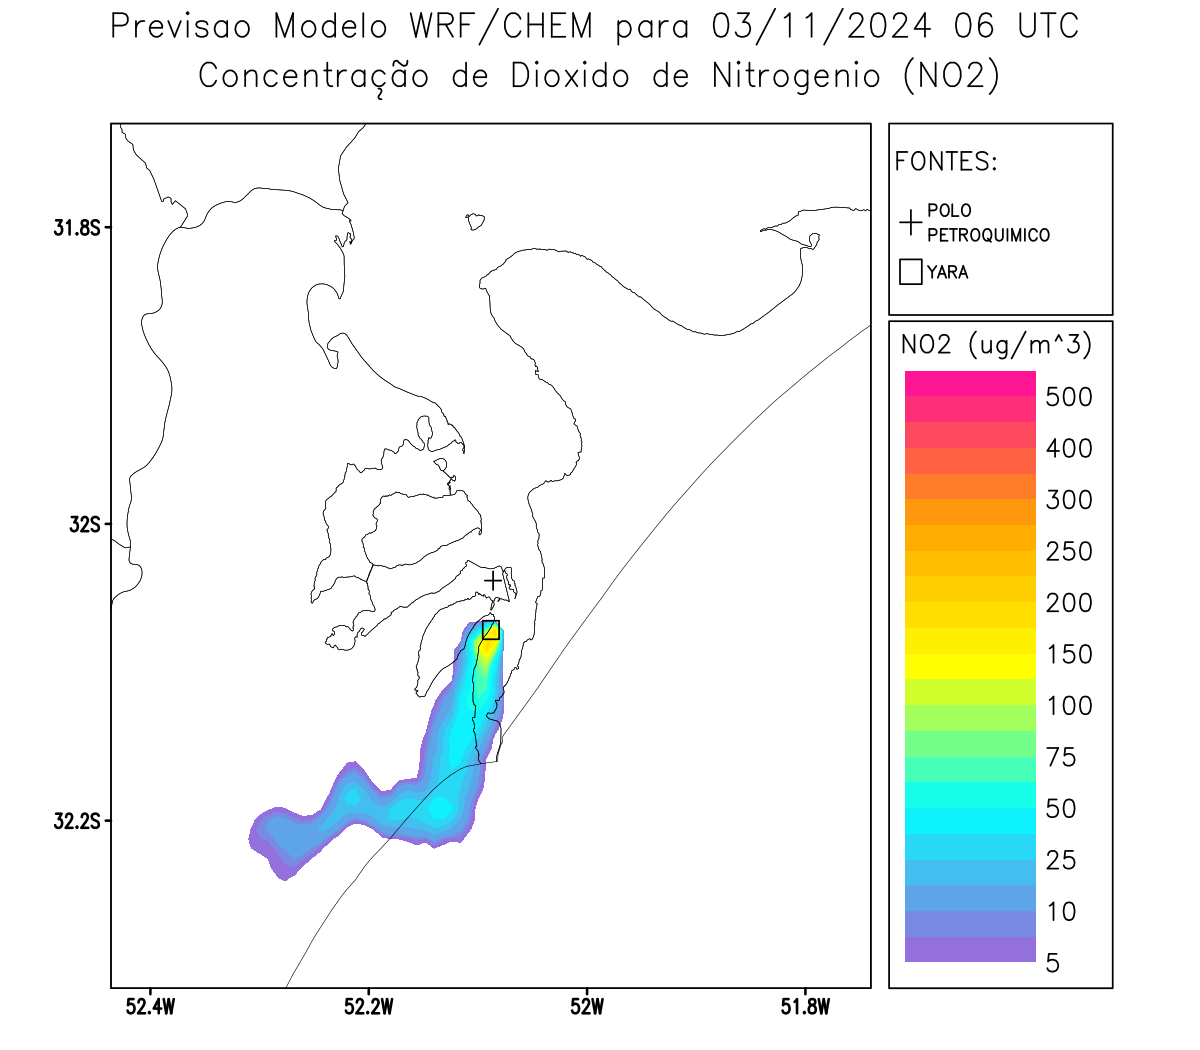 Previsao Modelo WRF/CHEM para 03/11/2024 06 UTC
Concentração de Dioxido de Nitrogenio (NO2)
FONTES:
POLO
PETROQUIMICO
YARA
NO2 (ug/m^3)
500
400
300
250
200
150
100
75
50
25
10
5
31.8S
32S
32.2S
52.4W
52.2W
52W
51.8W